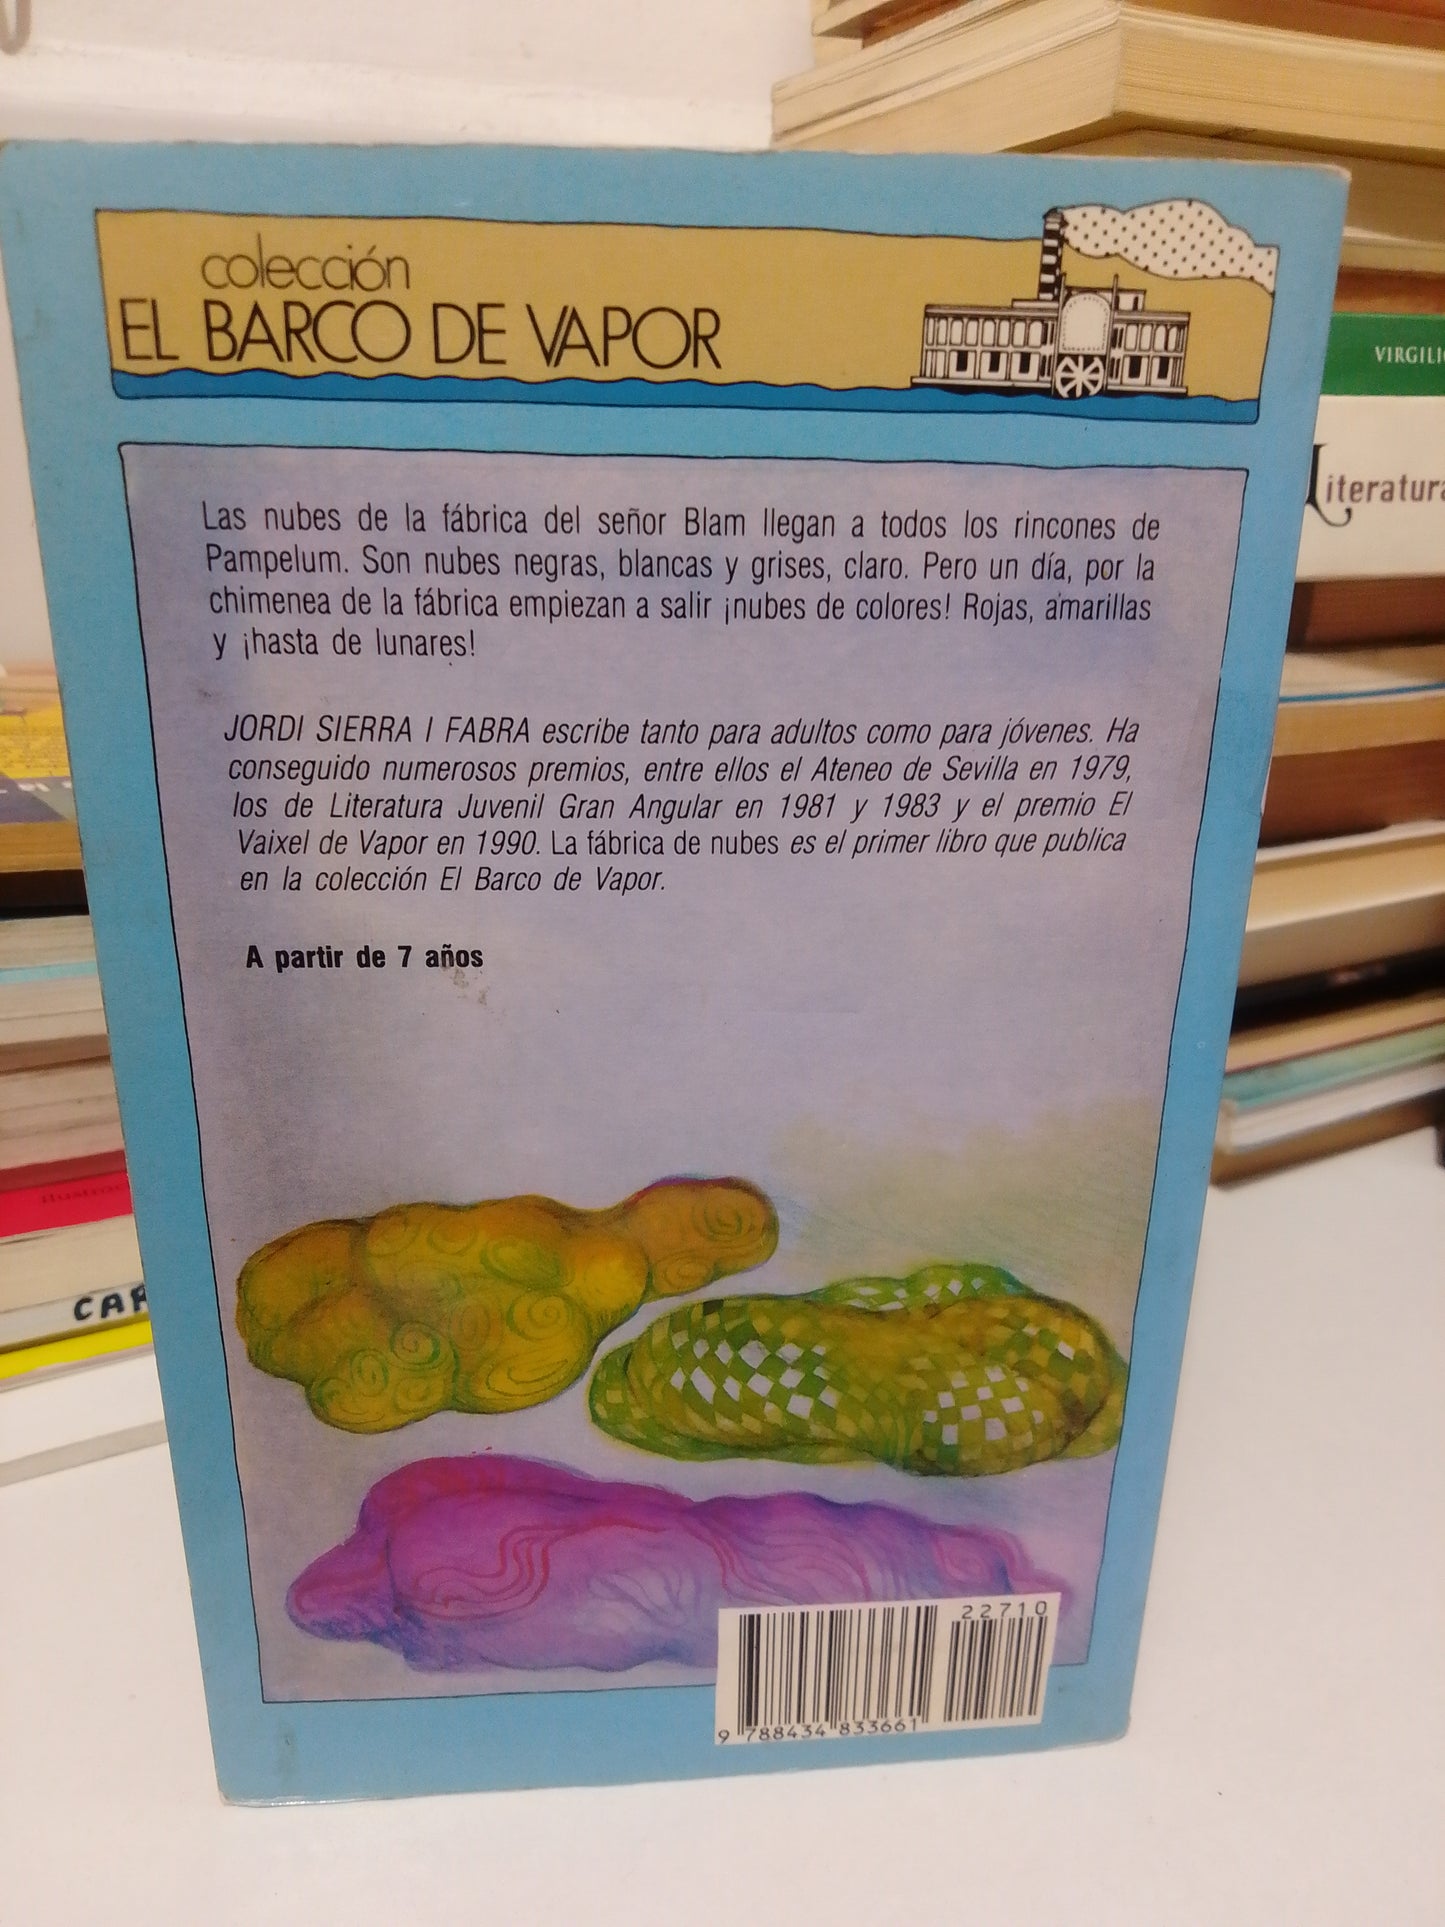 colección
EL BARCO DE VAPOR
Las nubes de la fábrica del señor Blam llegan a todos los rincones de
Pampelum. Son nubes negras, blancas y grises, claro. Pero un día, por la
chimenea de la fábrica empiezan a salir ¡nubes de colores! Rojas, amarillas
y ¡hasta de lunares!
JORDI SIERRA I FABRA escribe tanto para adultos como para jóvenes. Ha
conseguido numerosos premios, entre ellos el Ateneo de Sevilla en 1979,
los de Literatura Juvenil Gran Angular en 1981 y 1983 y el premio El
Vaixel de Vapor en 1990. La fábrica de nubes es el primer libro que publica
en la colección El Barco de Vapor.
A partir de 7 años
22710
9 788434 833661
VIRGILI
Literatura
CAR